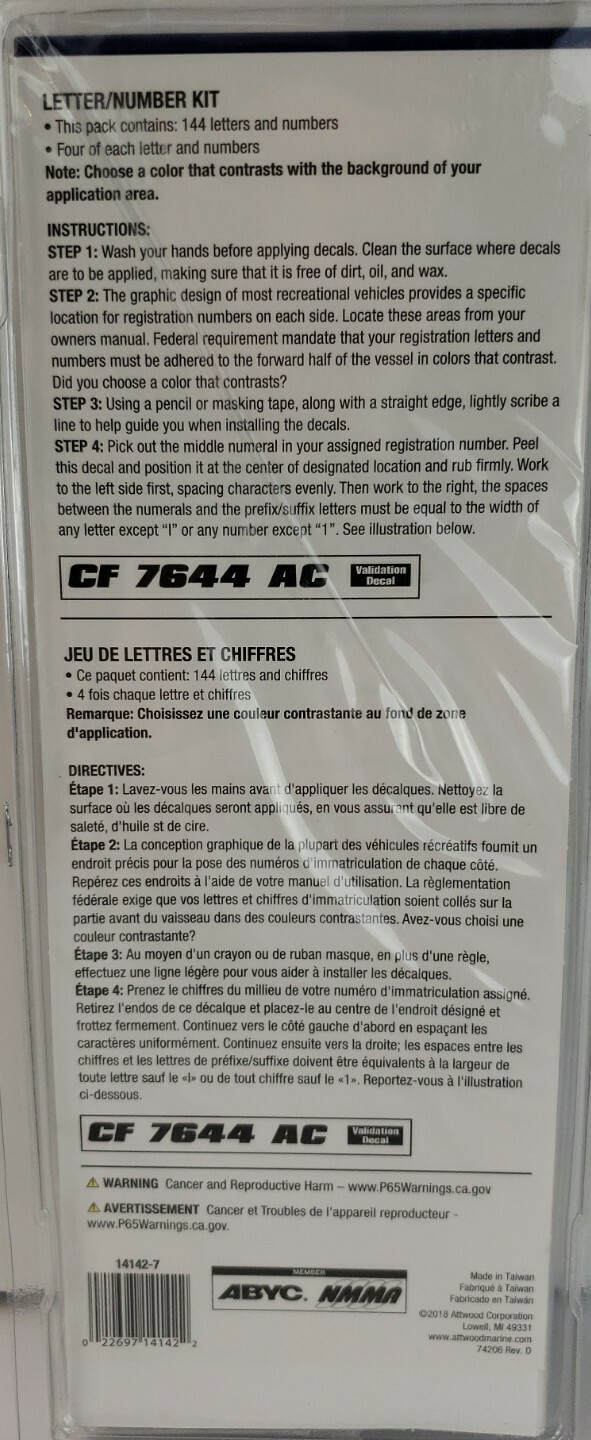 LETTER/NUMBER KIT
• This pack contains: 144 letters and numbers
• Four of each letter and numbers
Note: Choose a color that contrasts with the background of your
application area.
INSTRUCTIONS:
STEP 1: Wash your hands before applying decals. Clean the surface where decals
are to be applied, making sure that it is free of dirt, oil, and wax.
STEP 2: The graphic design of most recreational vehicles provides a specific
location for registration numbers on each side. Locate these areas from your
owners manual. Federal requirement mandate that your registration letters and
numbers must be adhered to the forward half of the vessel in colors that contrast.
Did you choose a color that contrasts?
STEP 3: Using a pencil or masking tape, along with a straight edge, lightly scribe a
line to help guide you when installing the decals.
STEP 4: Pick out the middle numeral in your assigned registration number. Peel
this decal and position it at the center of designated location and rub firmly. Work
to the left side first, spacing characters evenly. Then work to the right, the spaces
between the numerals and the prefix/suffix letters must be equal to the width of
any letter except “I” or any number except “1”. See illustration below.
CF 7644 AC Validation
Decal
JEU DE LETTRES ET CHIFFRES
• Ce paquet contient: 144 lettres and chiffres
• 4 fois chaque lettre et chiffres
Remarque: Choisissez une couleur contrastante au fond de zone
d'application.
DIRECTIVES:
Étape 1: Lavez-vous les mains avant d'appliquer les décalques. Nettoyez la
surface où les décalques seront appliqués, en vous assurant qu'elle est libre de
saleté, d'huile st de cire.
Étape 2: La conception graphique de la plupart des véhicules récréatifs fournit un
endroit précis pour la pose des numéros d'immatriculation de chaque côté.
Repérez ces endroits à l'aide de votre manuel d'utilisation. La règlementation
fédérale exige que vos lettres et chiffres d'immatriculation soient collés sur la
partie avant du vaisseau dans des couleurs contrastantes. Avez-vous choisi une
couleur contrastante?
Étape 3: Au moyen d'un crayon ou de ruban masque, en plus d'une règle,
effectuez une ligne légère pour vous aider à installer les décalques.
Étape 4: Prenez le chiffres du millieu de votre numéro d'immatriculation assigné.
Retirez l'endos de ce décalque et placez-le au centre de l'endroit désigné et
frottez fermement. Continuez vers le côté gauche d'abord en espaçant les
caractères uniformément. Continuez ensuite vers la droite; les espaces entre les
chiffres et les lettres de préfixe/suffixe doivent être équivalents à la largeur de
toute lettre sauf le «I» ou de tout chiffre sauf le «1». Reportez-vous à l'illustration
ci-dessous.
CF 7644 AC Validation
Decal
⚠ WARNING Cancer and Reproductive Harm – www.P65Warnings.ca.gov
⚠ AVERTISSEMENT Cancer et Troubles de l'appareil reproducteur -
www.P65Warnings.ca.gov.
14142-7
0 22697 14142 2
MEMBER
ABYC. NMMA
Made in Taiwan
Fabriqué à Taiwan
Fabricado en Taiwán
©2018 Attwood Corporation
Lowell, MI 49331
www.attwoodmarine.com
74206 Rev. D